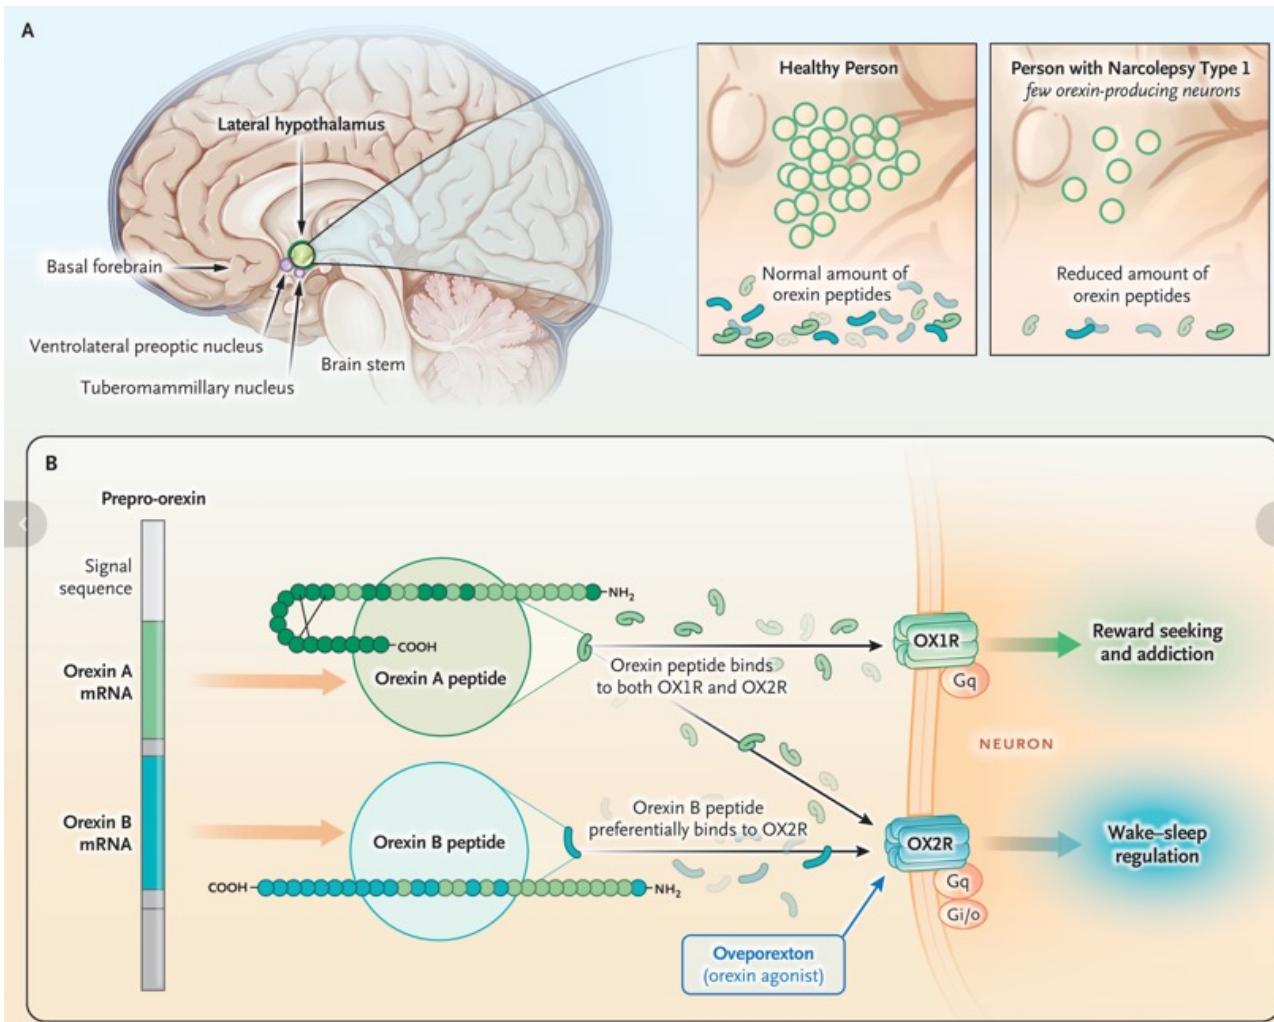 A
Lateral hypothalamus
Basal forebrain
Ventrolateral preoptic nucleus
Tuberomammillary nucleus
Brain stem
Healthy Person
Normal amount of
orexin peptides
Person with Narcolepsy Type 1
few orexin-producing neurons
Reduced amount of
orexin peptides
B
Prepro-orexin
Signal
sequence
Orexin A
mRNA
Orexin B
mRNA
NH₂
COOH
Orexin A peptide
Orexin peptide binds
to both OX1R and OX2R
OX1R
Gq
Reward seeking
and addiction
NEURON
Orexin B peptide
COOH
NH₂
Orexin B peptide
preferentially binds to OX2R
OX2R
Gq
Gi/o
Wake–sleep
regulation
Oveporexton
(orexin agonist)